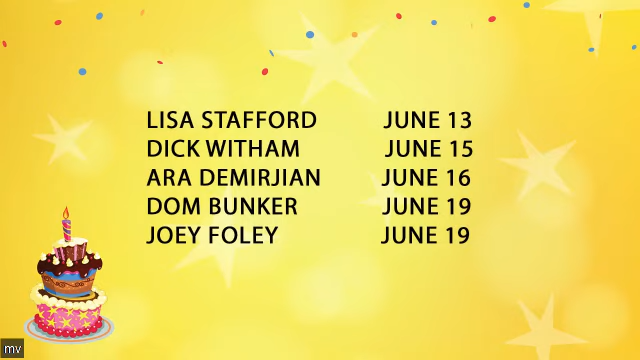 LISA STAFFORD JUNE 13
DICK WITHAM JUNE 15
ARA DEMIRJIAN JUNE 16
DOM BUNKER JUNE 19
JOEY FOLEY JUNE 19
mv